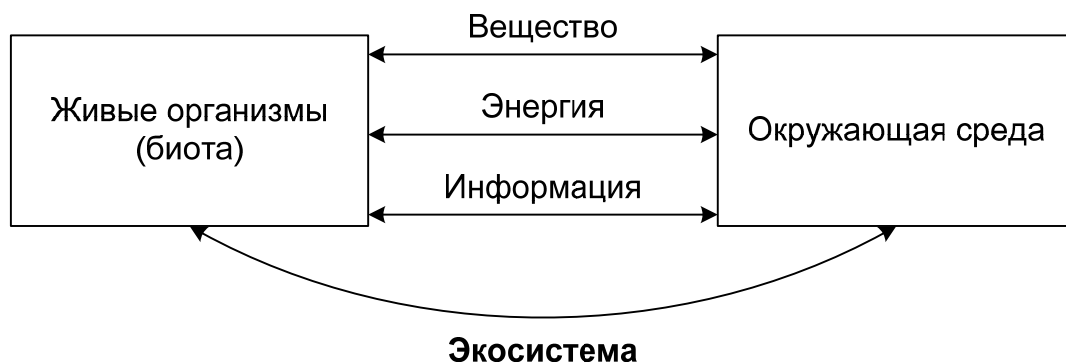 Вещество
Живые организмы
(биота)
Энергия
Окружающая среда
Информация
Экосистема